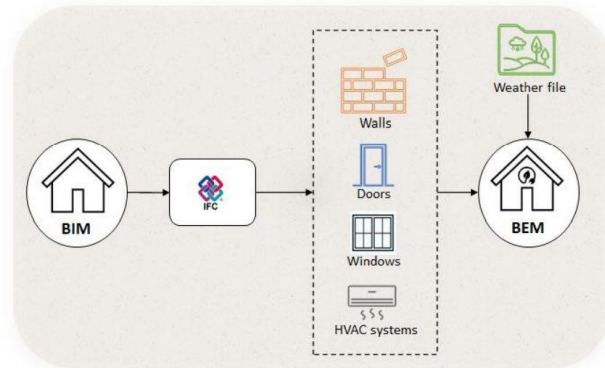 Weather file
Walls
Doors
BIM
IFC
BEM
Windows
HVAC systems